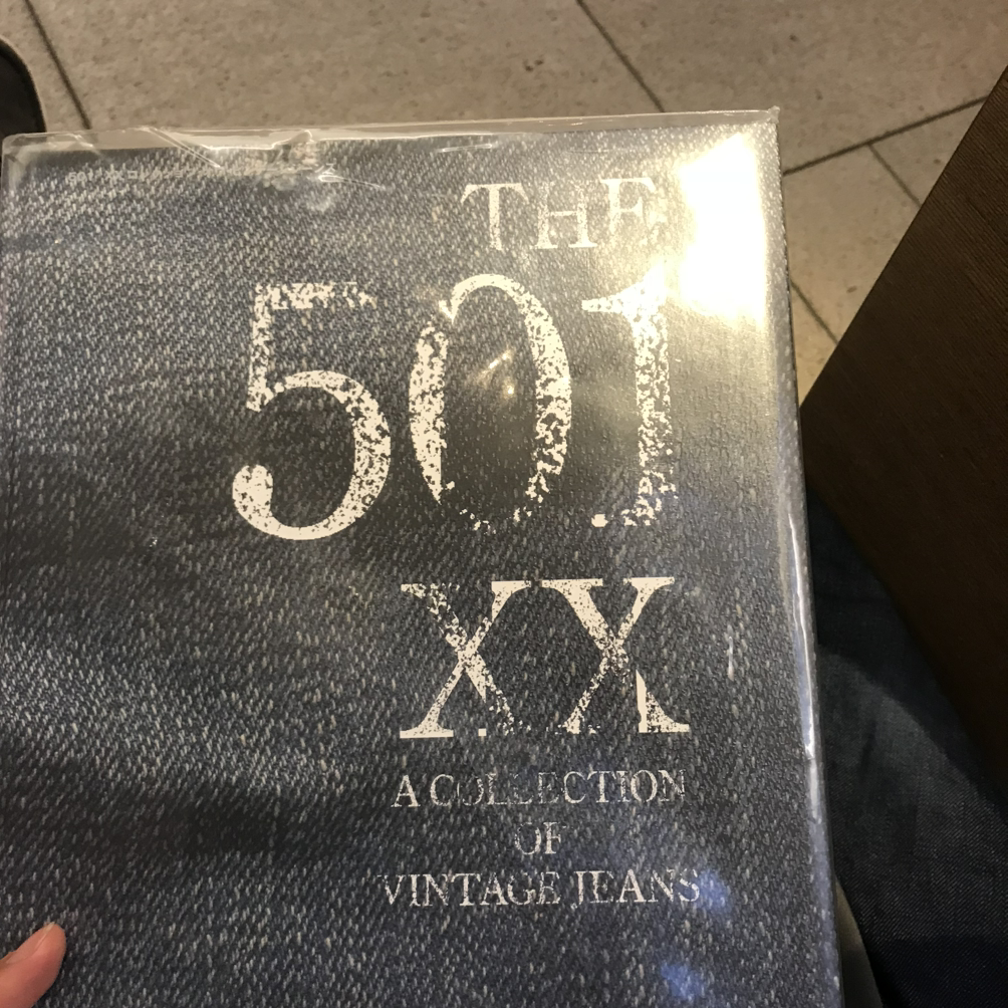 THE
501
XX
A COLLECTION
OF
VINTAGE JEANS